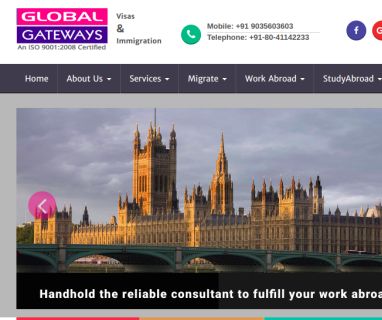 GLOBAL
GATEWAYS
An ISO 9001:2008 Certified
Visas
&
Immigration
Mobile: +91 9035603603
Telephone: +91-80-41142233
f
G
Home About Us Services Migrate Work Abroad StudyAbroad
Handhold the reliable consultant to fulfill your work abroa